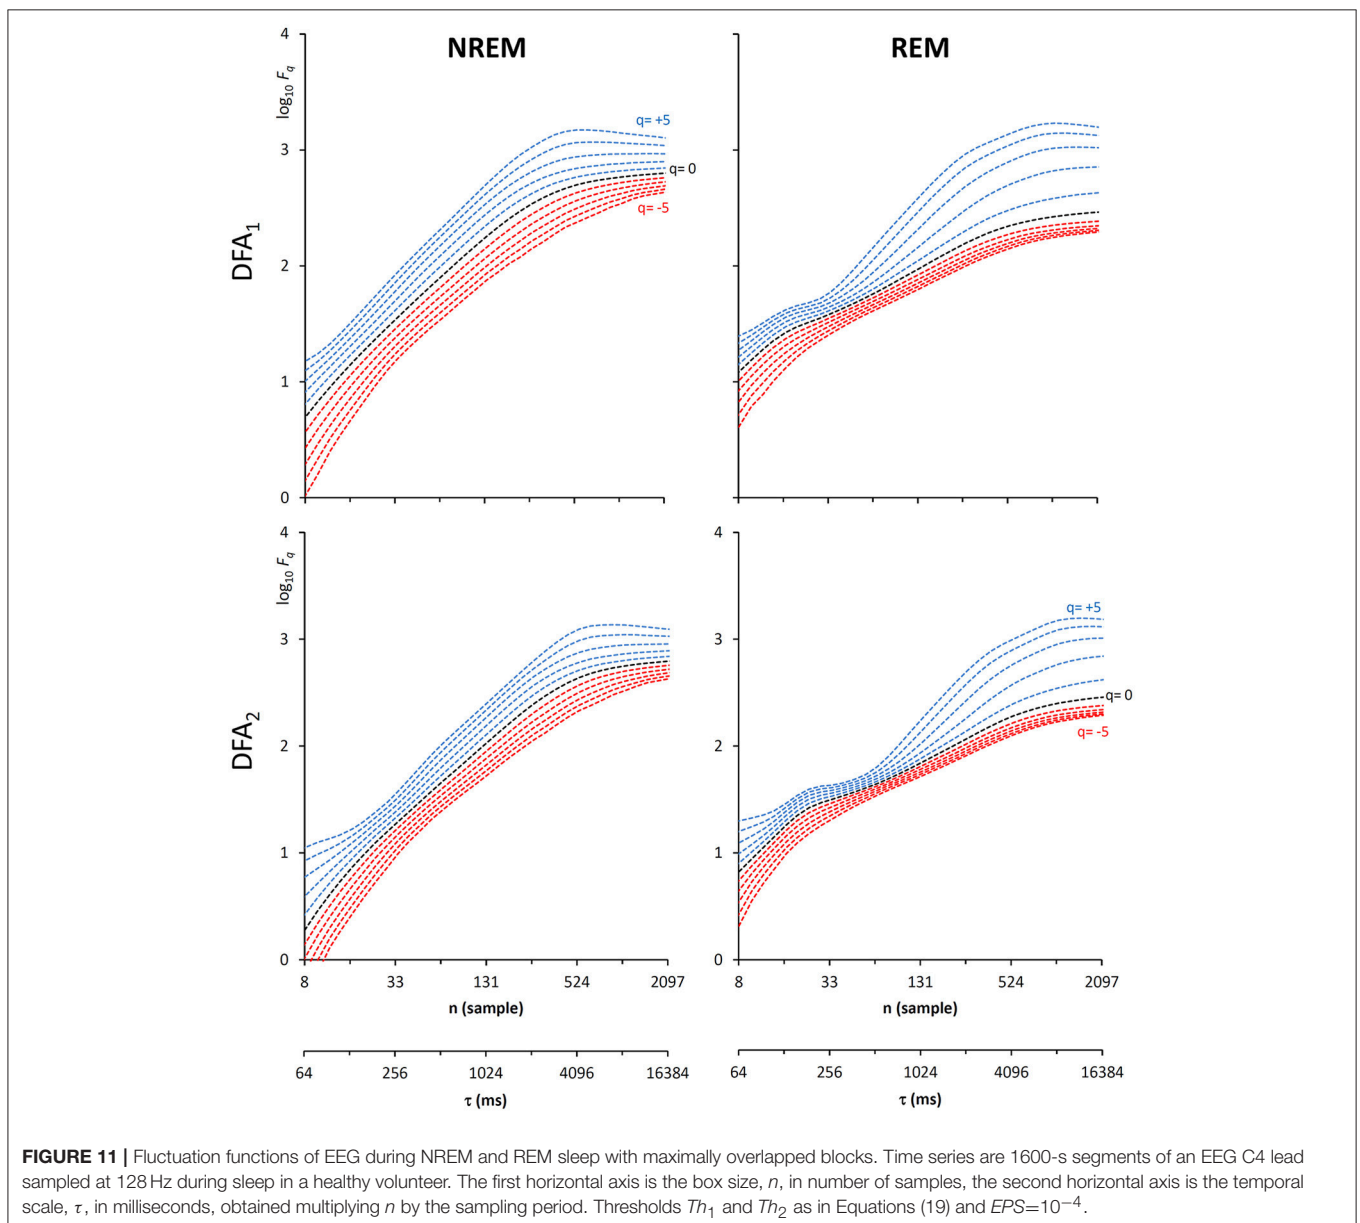 NREM
REM
4
log₁₀ Fq
3
2
1
0
q= +5
q= 0
q= -5
DFA₁
4
log₁₀ Fq
3
2
1
0
DFA₂
q= +5
q= 0
q= -5
8 33 131 524 2097
n (sample)
8 33 131 524 2097
n (sample)
64 256 1024 4096 16384
τ (ms)
64 256 1024 4096 16384
τ (ms)
FIGURE 11 | Fluctuation functions of EEG during NREM and REM sleep with maximally overlapped blocks. Time series are 1600-s segments of an EEG C4 lead
sampled at 128 Hz during sleep in a healthy volunteer. The first horizontal axis is the box size, n, in number of samples, the second horizontal axis is the temporal
scale, τ, in milliseconds, obtained multiplying n by the sampling period. Thresholds Th₁ and Th₂ as in Equations (19) and EPS=10⁻⁴.